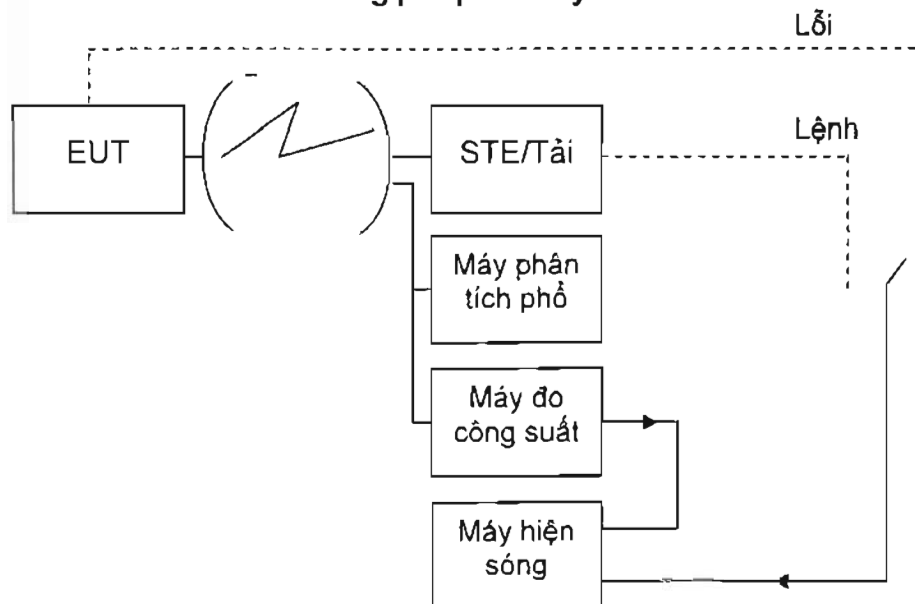 Lỗi
EUT
STE/Tải
Lệnh
Máy phân
tích phổ
Máy đo
công suất
Máy hiện
sóng